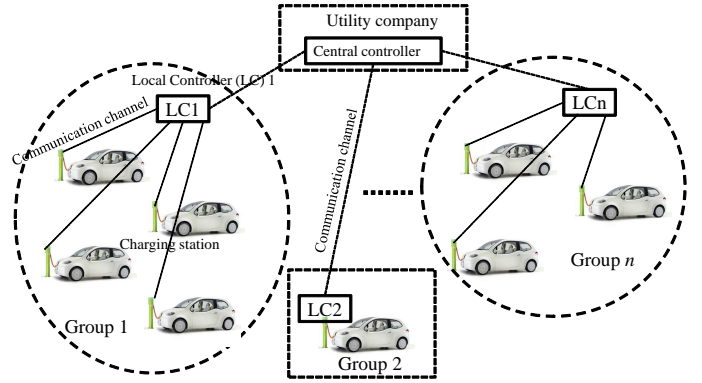 Utility company
Central controller
Local Controller (LC) 1
LC1
LCn
Communication channel
Communication channel
Charging station
Group n
LC2
Group 1
Group 2